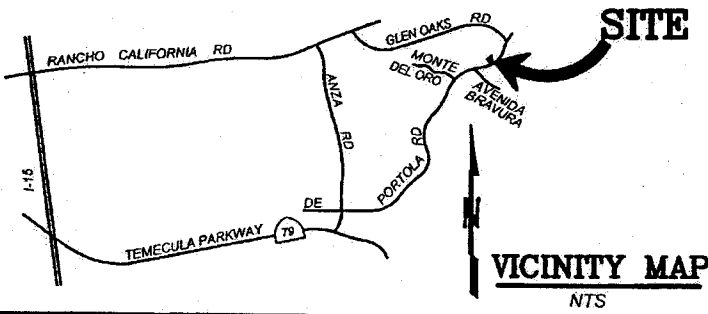 SITE
GLEN OAKS RD
RANCHO CALIFORNIA RD
MONTE
DEL ORO
AVENIDA
BRAVURA
ANZA RD
I-15
DE PORTOLA RD
TEMECULA PARKWAY
79
N
VICINITY MAP
NTS